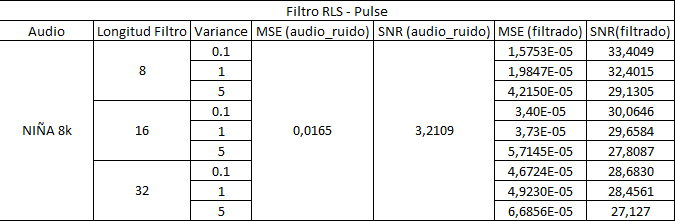 Filtro RLS - Pulse
Audio Longitud Filtro Variance MSE (audio_ruido) SNR (audio_ruido) MSE (filtrado) SNR(filtrado)
NIÑA 8k 8 0.1 0,0165 3,2109 1,5753E-05 33,4049
1 1,9847E-05 32,4015
5 4,2150E-05 29,1305
16 0.1 3,40E-05 30,0646
1 3,73E-05 29,6584
5 5,7145E-05 27,8087
32 0.1 4,6724E-05 28,6830
1 4,9230E-05 28,4561
5 6,6856E-05 27,127